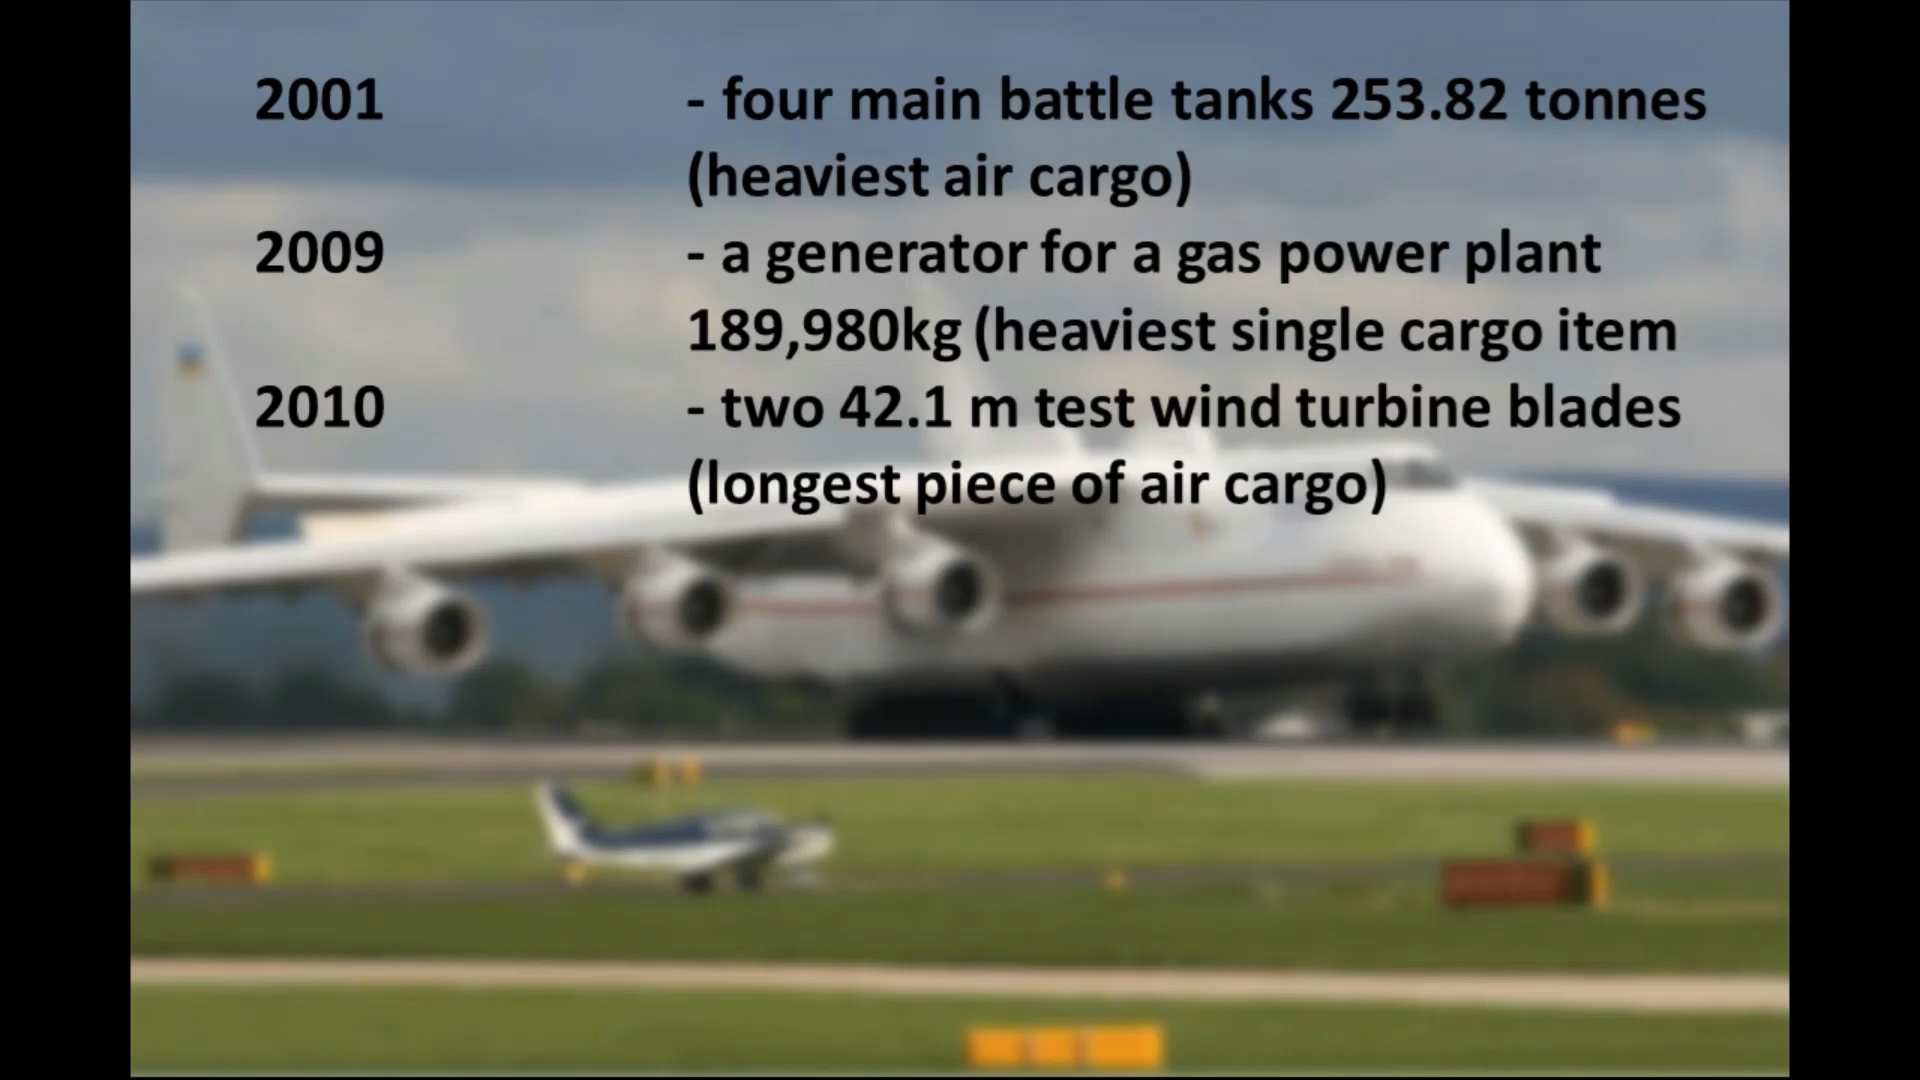 2001 - four main battle tanks 253.82 tonnes
(heaviest air cargo)
2009 - a generator for a gas power plant
189,980kg (heaviest single cargo item
2010 - two 42.1 m test wind turbine blades
(longest piece of air cargo)